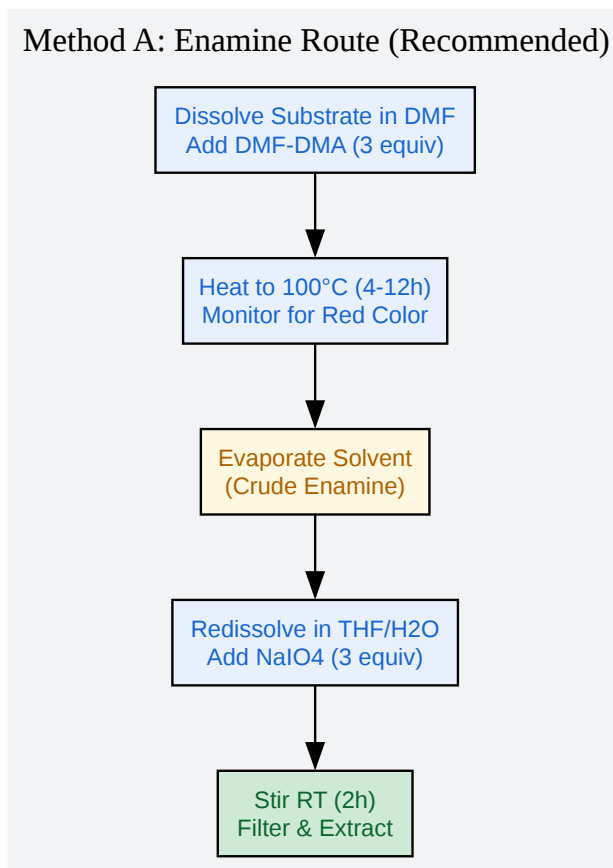 Method A: Enamine Route (Recommended)
Dissolve Substrate in DMF
Add DMF-DMA (3 equiv)
Heat to 100°C (4-12h)
Monitor for Red Color
Evaporate Solvent
(Crude Enamine)
Redissolve in THF/H2O
Add NaIO4 (3 equiv)
Stir RT (2h)
Filter & Extract